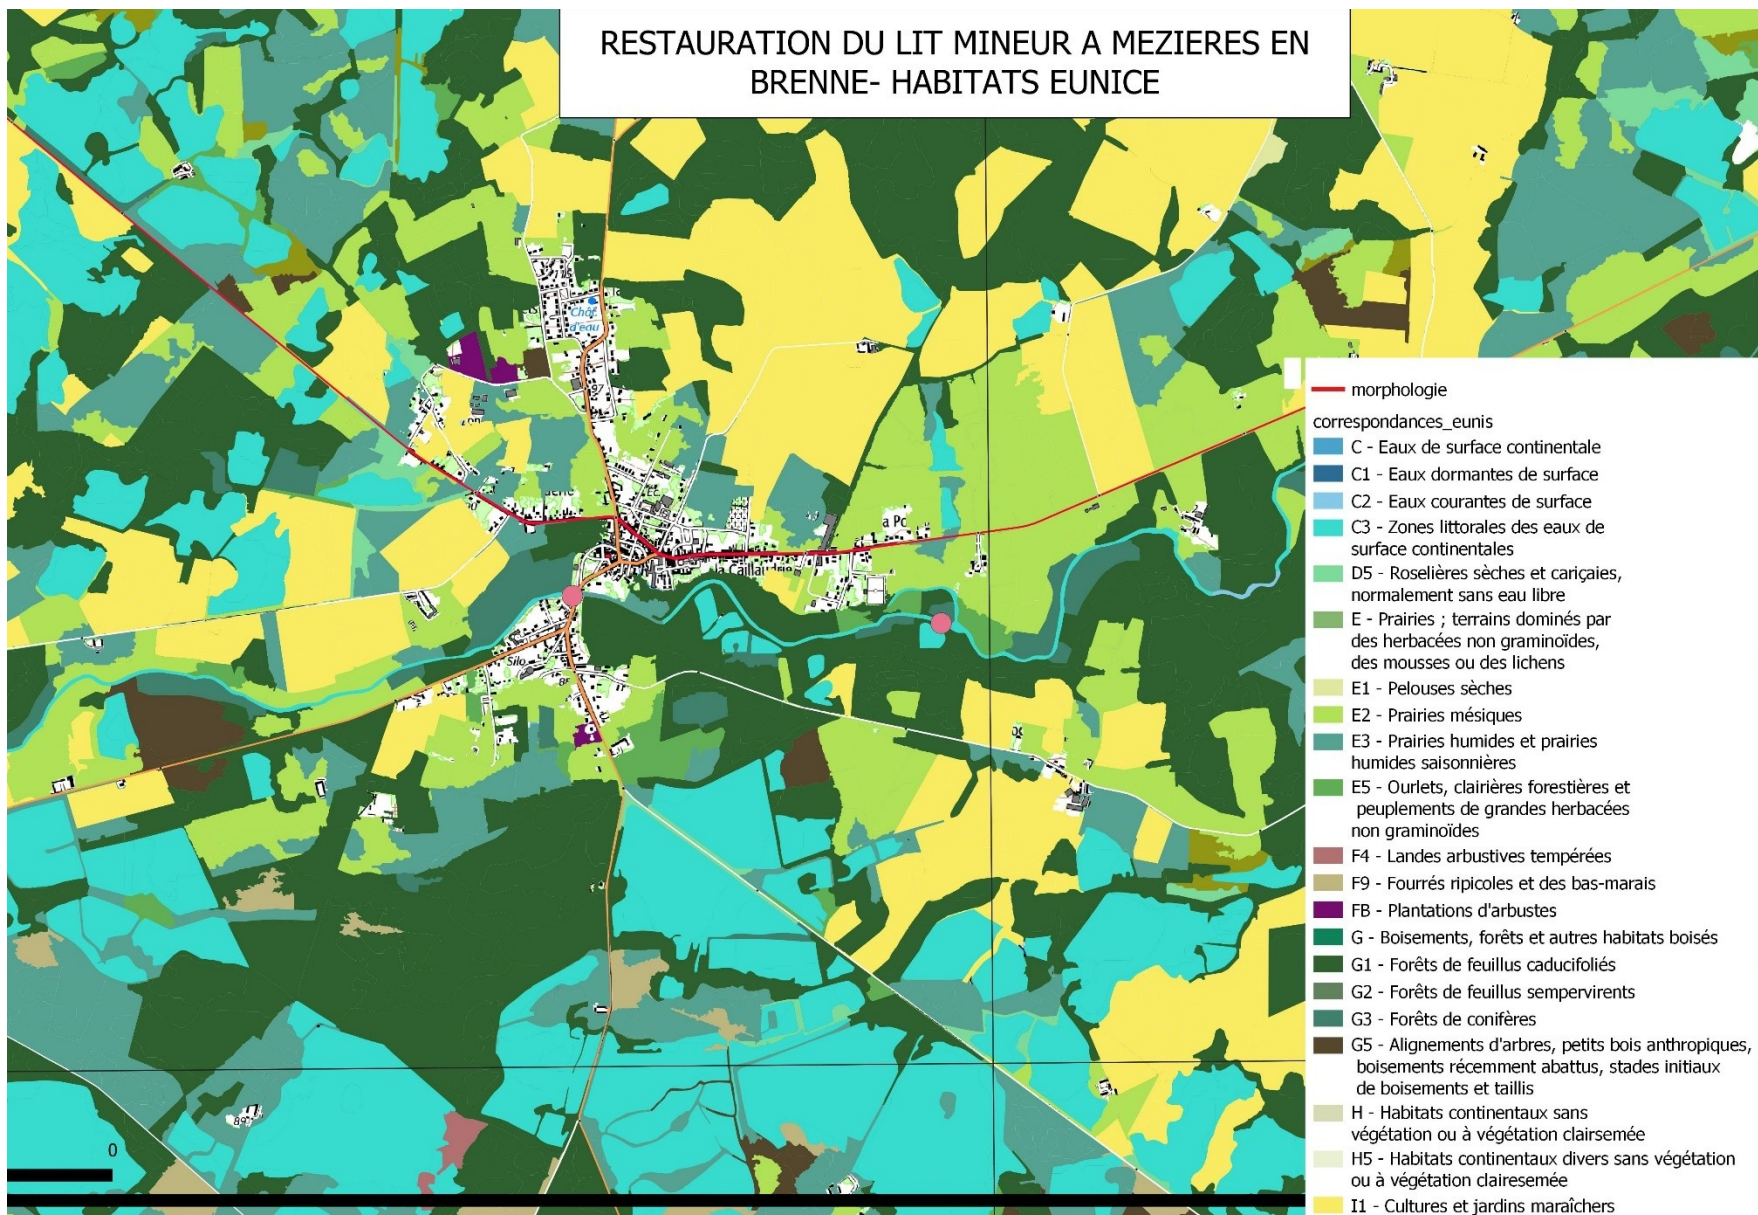 RESTAURATION DU LIT MINEUR A MEZIERES EN
BRENNE- HABITATS EUNICE
Chât
d'eau
97
la Caillau
a Po
Silo
89
0
morphologie
correspondances_eunis
C - Eaux de surface continentale
C1 - Eaux dormantes de surface
C2 - Eaux courantes de surface
C3 - Zones littorales des eaux de
surface continentales
D5 - Roselières sèches et cariçaies,
normalement sans eau libre
E - Prairies ; terrains dominés par
des herbacées non graminoïdes,
des mousses ou des lichens
E1 - Pelouses sèches
E2 - Prairies mésiques
E3 - Prairies humides et prairies
humides saisonnières
E5 - Ourlets, clairières forestières et
peuplements de grandes herbacées
non graminoïdes
F4 - Landes arbustives tempérées
F9 - Fourrés ripicoles et des bas-marais
FB - Plantations d'arbustes
G - Boisements, forêts et autres habitats boisés
G1 - Forêts de feuillus caducifoliés
G2 - Forêts de feuillus sempervirents
G3 - Forêts de conifères
G5 - Alignements d'arbres, petits bois anthropiques,
boisements récemment abattus, stades initiaux
de boisements et taillis
H - Habitats continentaux sans
végétation ou à végétation clairsemée
H5 - Habitats continentaux divers sans végétation
ou à végétation clairesemée
I1 - Cultures et jardins maraîchers